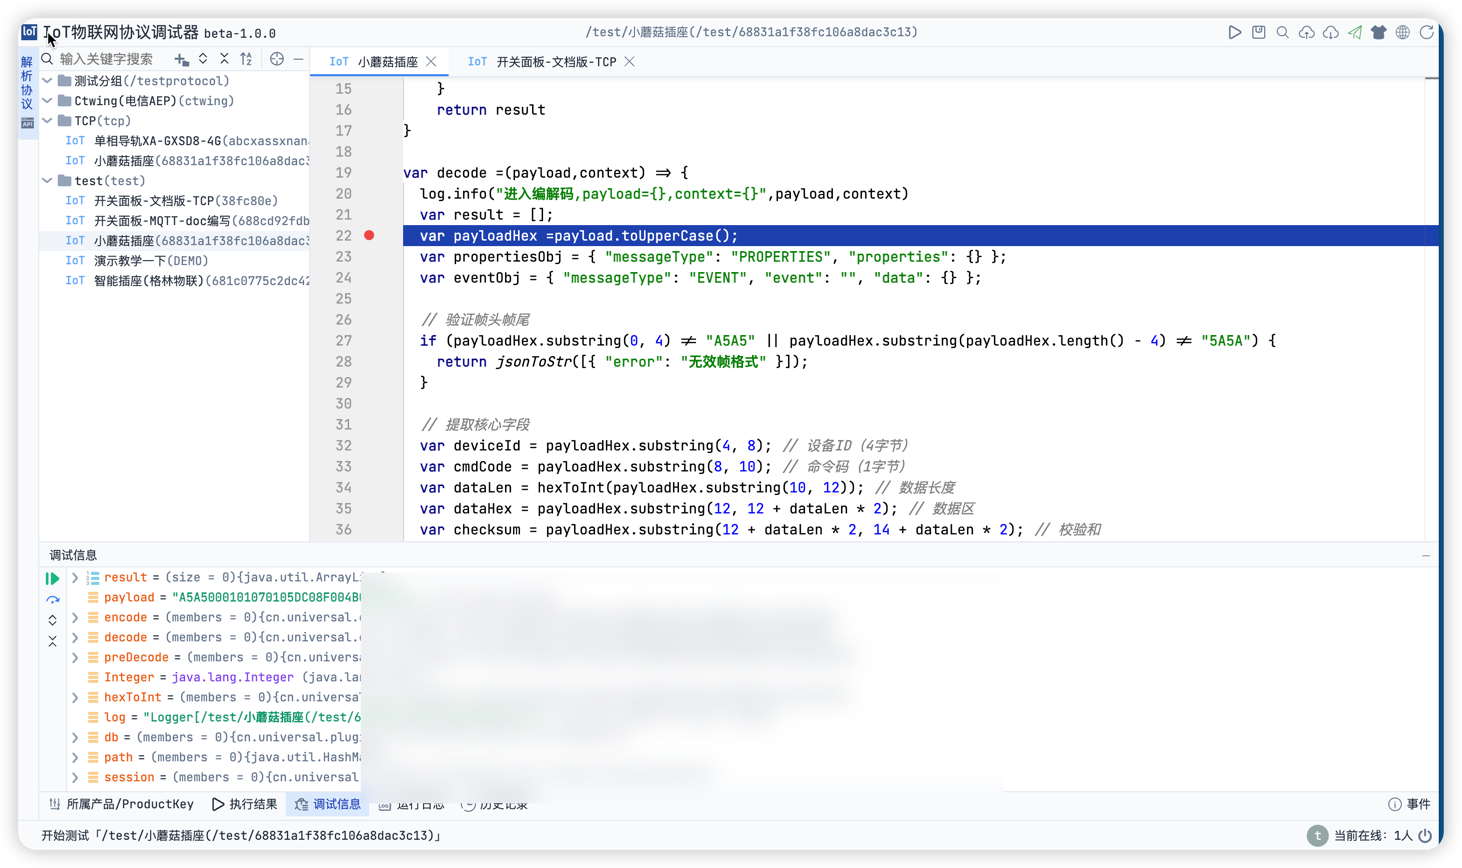 IoT物联网协议调试器 beta-1.0.0
/test/小蘑菇插座(/test/68831a1f38fc106a8dac3c13)
解析协议
API
输入关键字搜索
测试分组(/testprotocol)
Ctwing(电信AEP)(ctwing)
TCP(tcp)
IoT 单相导轨XA-GXSD8-4G(abcxassxnan
IoT 小蘑菇插座(68831a1f38fc106a8dac3
test(test)
IoT 开关面板-文档版-TCP(38fc80e)
IoT 开关面板-MQTT-doc编写(688cd92fdb
IoT 小蘑菇插座(68831a1f38fc106a8dac3
IoT 演示教学一下(DEMO)
IoT 智能插座(格林物联)(681c0775c2dc42
IoT 小蘑菇插座
IoT 开关面板-文档版-TCP
15 }
16 return result
17 }
18
19 var decode =(payload,context) => {
20 log.info("进入编解码,payload={},context={}",payload,context)
21 var result = [];
22 var payloadHex =payload.toUpperCase();
23 var propertiesObj = { "messageType": "PROPERTIES", "properties": {} };
24 var eventObj = { "messageType": "EVENT", "event": "", "data": {} };
25
26 // 验证帧头帧尾
27 if (payloadHex.substring(0, 4) != "A5A5" || payloadHex.substring(payloadHex.length() - 4) != "5A5A") {
28 return jsonToStr([{ "error": "无效帧格式" }]);
29 }
30
31 // 提取核心字段
32 var deviceId = payloadHex.substring(4, 8); // 设备ID（4字节）
33 var cmdCode = payloadHex.substring(8, 10); // 命令码（1字节）
34 var dataLen = hexToInt(payloadHex.substring(10, 12)); // 数据长度
35 var dataHex = payloadHex.substring(12, 12 + dataLen * 2); // 数据区
36 var checksum = payloadHex.substring(12 + dataLen * 2, 14 + dataLen * 2); // 校验和
调试信息
result = (size = 0){java.util.ArrayLi
payload = "A5A5000101070105DC08F004B
encode = (members = 0){cn.universal.
decode = (members = 0){cn.universal.
preDecode = (members = 0){cn.universa
Integer = java.lang.Integer (java.la
hexToInt = (members = 0){cn.universal
log = "Logger[/test/小蘑菇插座(/test/6
db = (members = 0){cn.universal.plug
path = (members = 0){java.util.HashMa
session = (members = 0){cn.universal
所属产品/ProductKey
执行结果
调试信息
运行日志
历史记录
事件
开始测试「/test/小蘑菇插座(/test/68831a1f38fc106a8dac3c13)」
t 当前在线: 1人